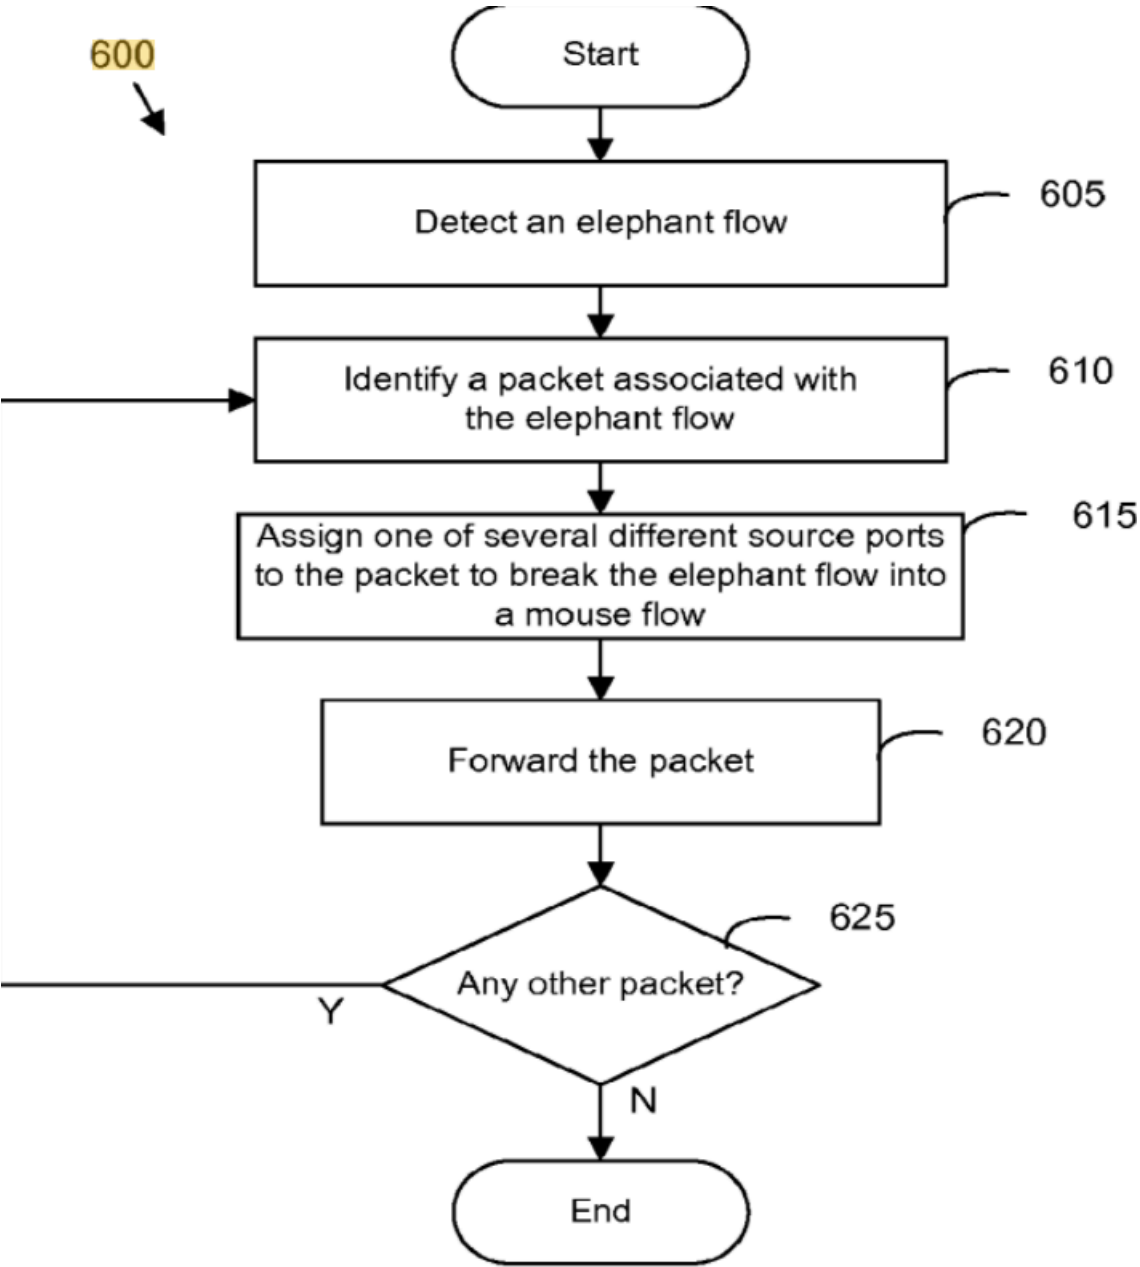 600
Start
605
Detect an elephant flow
610
Identify a packet associated with
the elephant flow
615
Assign one of several different source ports
to the packet to break the elephant flow into
a mouse flow
620
Forward the packet
625
Any other packet?
Y
N
End